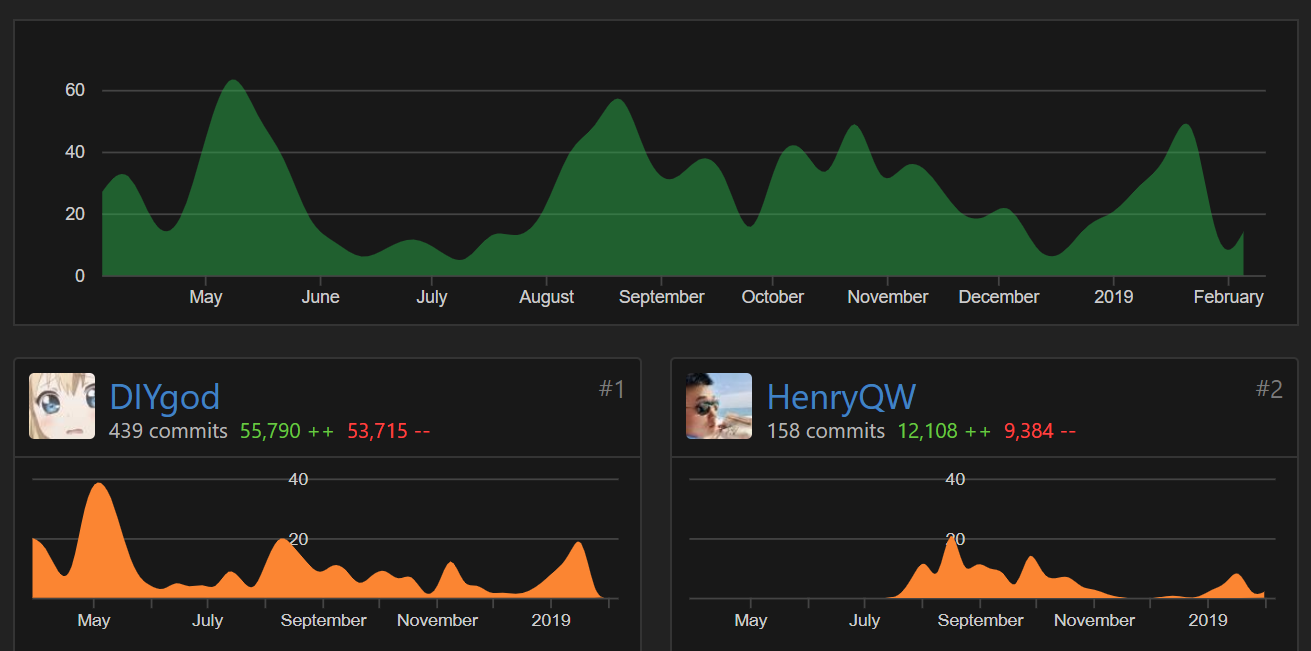 60
40
20
0
May June July August September October November December 2019 February
DIYgod #1
439 commits 55,790 ++ 53,715 --
40
20
May July September November 2019
HenryQW #2
158 commits 12,108 ++ 9,384 --
40
20
May July September November 2019